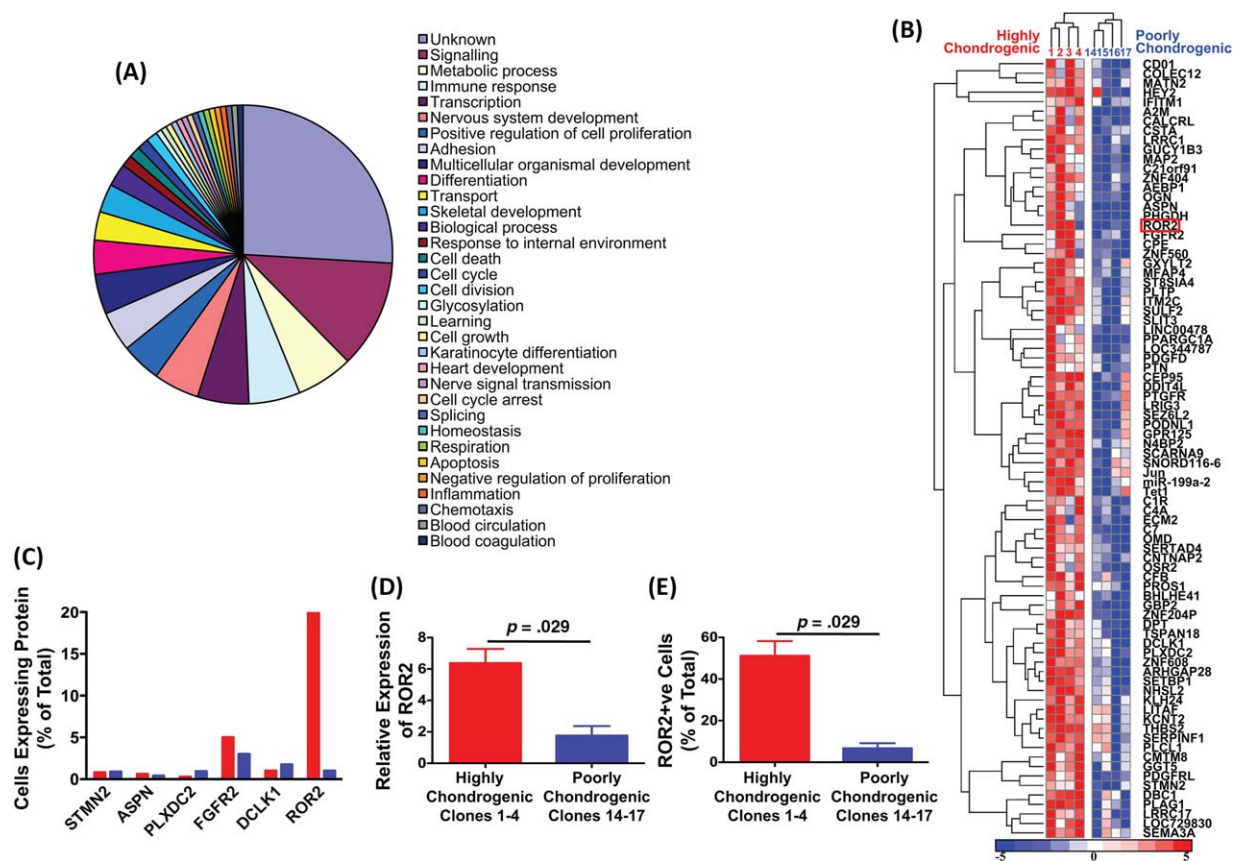 (A)
Unknown
Signalling
Metabolic process
Immune response
Transcription
Nervous system development
Positive regulation of cell proliferation
Adhesion
Multicellular organismal development
Differentiation
Transport
Skeletal development
Biological process
Response to internal environment
Cell death
Cell cycle
Cell division
Glycosylation
Learning
Cell growth
Karatinocyte differentiation
Heart development
Nerve signal transmission
Cell cycle arrest
Splicing
Homeostasis
Respiration
Apoptosis
Negative regulation of proliferation
Inflammation
Chemotaxis
Blood circulation
Blood coagulation
(B)
Highly
Chondrogenic
Poorly
Chondrogenic
1 2 3 4 14 15 16 17
CD01
COLEC12
MATN2
HEY2
IFITM1
A2M
CALCRL
CSTA
LRRC1
GUCY1B3
MAP2
C21orf91
ZNF404
AEBP1
OGN
ASPN
PHGDH
ROR2
FGFR2
CPE
ZNF560
GXYLT2
MFAP4
ST8SIA4
PLTP
ITM2C
SULF2
SLIT3
LINC00478
PPARGC1A
LOC344787
PDGFD
PTN
CEP95
DDIT4L
PTGFR
LRIG3
SEZ6L2
PODNL1
GPR125
N4BP2
SCARNA9
SNORD116-6
Jun
miR-199a-2
Tet1
C1R
C4A
ECM2
C7
OMD
SERTAD4
CNTNAP2
OSR2
CFB
PROS1
BHLHE41
GBP2
ZNF204P
DPT
TSPAN18
DCLK1
PLXDC2
ZNF608
ARHGAP28
SETBP1
NHSL2
KLH24
LITAF
KCNT2
THBS2
SERPINF1
PLCL1
CMTM8
GGT5
PDGFRL
STMN2
DBC1
PLAG1
LRRC17
LOC729830
SEMA3A
-5 0 5
(C)
Cells Expressing Protein
(% of Total)
20
15
10
5
0
STMN2
ASPN
PLXDC2
FGFR2
DCLK1
ROR2
(D)
Relative Expression
of ROR2
8
6
4
2
0
p = .029
Highly
Chondrogenic
Clones 1-4
Poorly
Chondrogenic
Clones 14-17
(E)
ROR2+ve Cells
(% of Total)
60
40
20
0
p = .029
Highly
Chondrogenic
Clones 1-4
Poorly
Chondrogenic
Clones 14-17